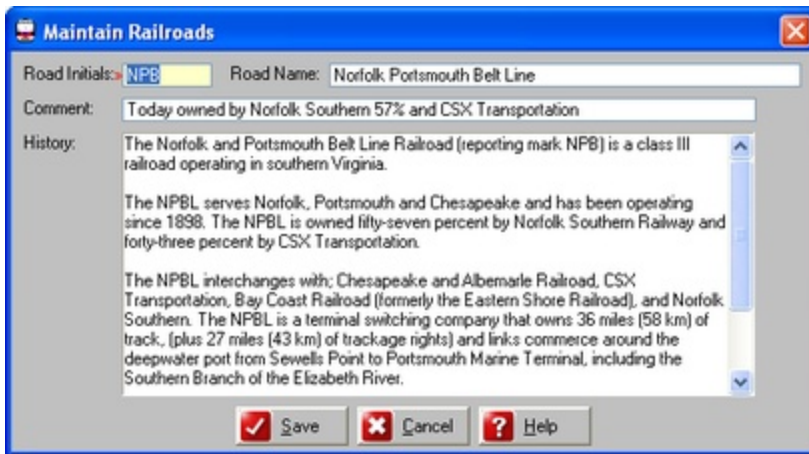 Maintain Railroads
Road Initials: NPB Road Name: Norfolk Portsmouth Belt Line
Comment: Today owned by Norfolk Southern 57% and CSX Transportation
History: The Norfolk and Portsmouth Belt Line Railroad (reporting mark NPB) is a class III
railroad operating in southern Virginia.
The NPBL serves Norfolk, Portsmouth and Chesapeake and has been operating
since 1898. The NPBL is owned fifty-seven percent by Norfolk Southern Railway and
forty-three percent by CSX Transportation.
The NPBL interchanges with; Chesapeake and Albemarle Railroad, CSX
Transportation, Bay Coast Railroad (formerly the Eastern Shore Railroad), and Norfolk
Southern. The NPBL is a terminal switching company that owns 36 miles (58 km) of
track, (plus 27 miles (43 km) of trackage rights) and links commerce around the
deepwater port from Sewells Point to Portsmouth Marine Terminal, including the
Southern Branch of the Elizabeth River.
Save Cancel Help